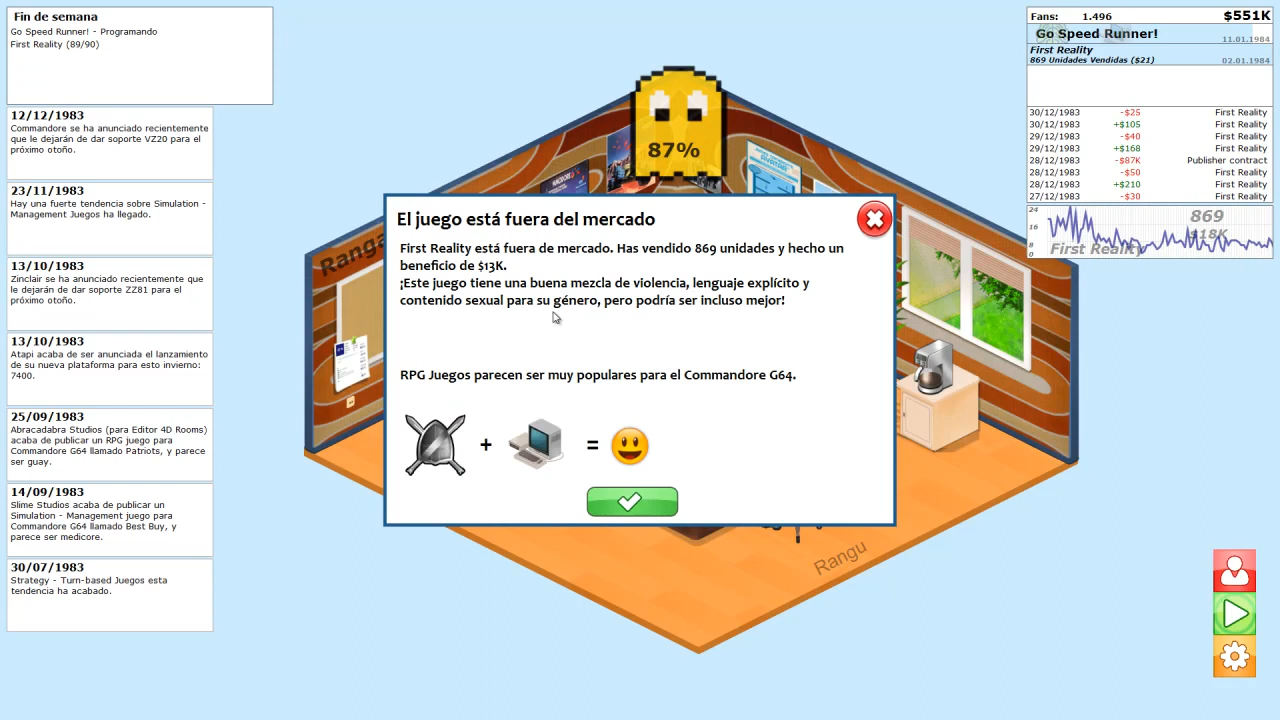 Fin de semana
Go Speed Runner! - Programando
First Reality (89/90)
12/12/1983
Commandore se ha anunciado recientemente
que le dejarán de dar soporte VZ20 para el
próximo otoño.
23/11/1983
Hay una fuerte tendencia sobre Simulation -
Management Juegos ha llegado.
13/10/1983
Zinclair se ha anunciado recientemente que
le dejarán de dar soporte ZZ81 para el
próximo otoño.
13/10/1983
Atapi acaba de ser anunciada el lanzamiento
de su nueva plataforma para esto invierno:
7400.
25/09/1983
Abracadabra Studios (para Editor 4D Rooms)
acaba de publicar un RPG juego para
Commandore G64 llamado Patriots, y parece
ser guay.
14/09/1983
Slime Studios acaba de publicar un
Simulation - Management juego para
Commandore G64 llamado Best Buy, y
parece ser medicore.
30/07/1983
Strategy - Turn-based Juegos esta
tendencia ha acabado.
87%
Rangu
El juego está fuera del mercado
First Reality está fuera de mercado. Has vendido 869 unidades y hecho un
beneficio de $13K.
¡Este juego tiene una buena mezcla de violencia, lenguaje explícito y
contenido sexual para su género, pero podría ser incluso mejor!
RPG Juegos parecen ser muy populares para el Commandore G64.
+ =
Rangu
Fans: 1.496 $551K
Go Speed Runner! 11.01.1984
First Reality
869 Unidades Vendidas ($21) 02.01.1984
30/12/1983 -$25 First Reality
30/12/1983 +$105 First Reality
29/12/1983 -$40 First Reality
29/12/1983 +$168 First Reality
28/12/1983 -$87K Publisher contract
28/12/1983 -$50 First Reality
28/12/1983 +$210 First Reality
27/12/1983 -$30 First Reality
24
16
8
0
869
$18K
First Reality